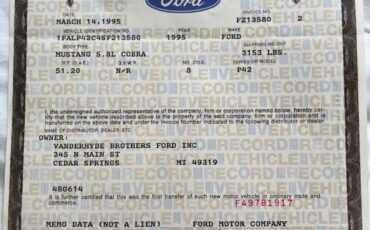 Ford
DATE INVOICE NO.
MARCH 14, 1995 F213580 2
VEHICLE IDENTIFICATION NO. YEAR MAKE
1FALP42C4SF213580 1995 FORD
BODY TYPE SHIPPING WEIGHT
MUSTANG 5.8L COBRA 3153 LBS.
H.P. (S.A.E.) G.V.W.R. NO. CYLS. SERIES OR MODEL
51.20 N/R 8 P42
I, the undersigned authorized representative of the company, firm or corporation named hereunder, hereby certify
that the new vehicle described above is the property of the said company, firm or corporation and is
transferred on the above date and under the Invoice Number indicated to the following distributor or dealer.
NAME OF DISTRIBUTOR, DEALER, ETC.
OWNER:
VANDERHYDE BROTHERS FORD INC
345 N MAIN ST
CEDAR SPRINGS MI 49319
48G614
It is further certified that this was the first transfer of such new motor vehicle in ordinary trade and
commerce.
F49781917
MEMO DATA (NOT A LIEN) FORD MOTOR COMPANY